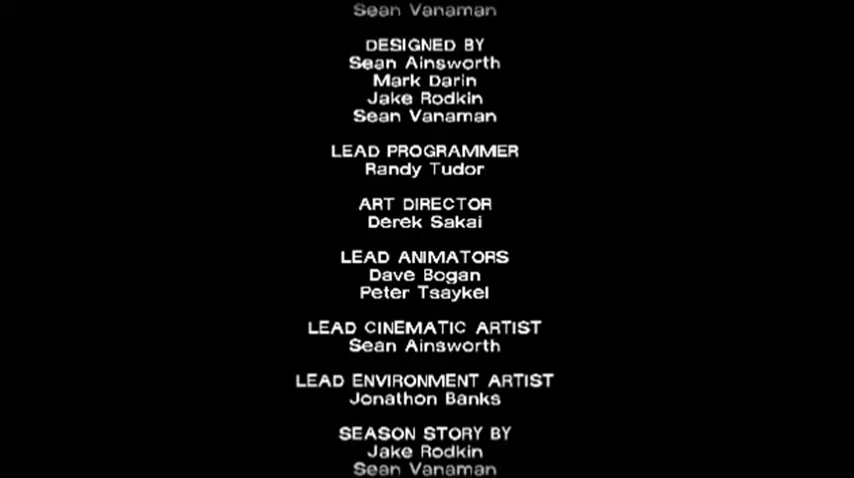 Sean Vanaman
DESIGNED BY
Sean Ainsworth
Mark Darin
Jake Rodkin
Sean Vanaman
LEAD PROGRAMMER
Randy Tudor
ART DIRECTOR
Derek Sakai
LEAD ANIMATORS
Dave Bogan
Peter Tsaykel
LEAD CINEMATIC ARTIST
Sean Ainsworth
LEAD ENVIRONMENT ARTIST
Jonathon Banks
SEASON STORY BY
Jake Rodkin
Sean Vanaman